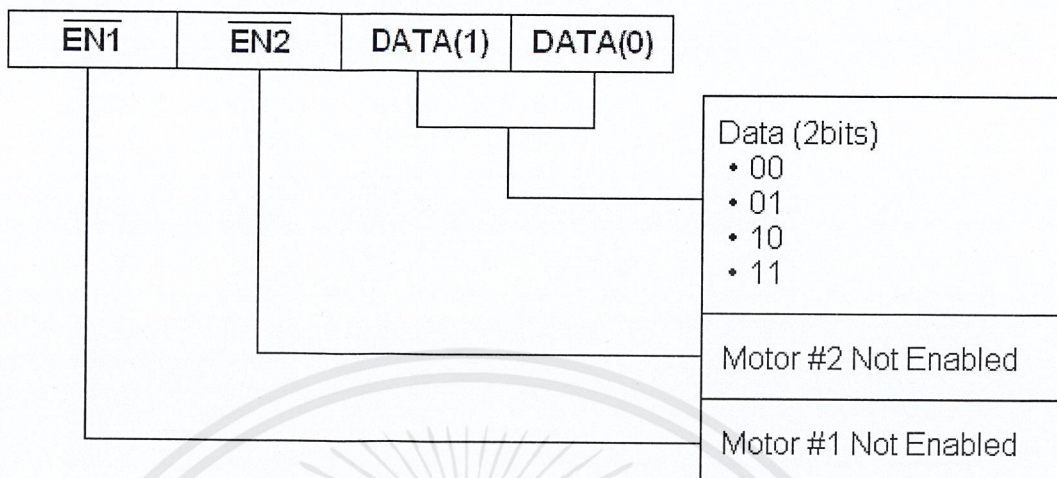 EN1 EN2 DATA(1) DATA(0)
Data (2bits)
• 00
• 01
• 10
• 11
Motor #2 Not Enabled
Motor #1 Not Enabled